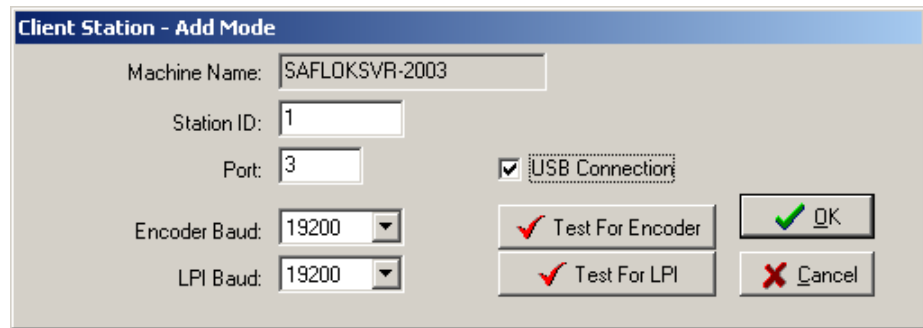 Client Station - Add Mode
Machine Name: SAFLOKSVR-2003
Station ID: 1
Port: 3 USB Connection
Encoder Baud: 19200 Test For Encoder OK
LPI Baud: 19200 Test For LPI Cancel